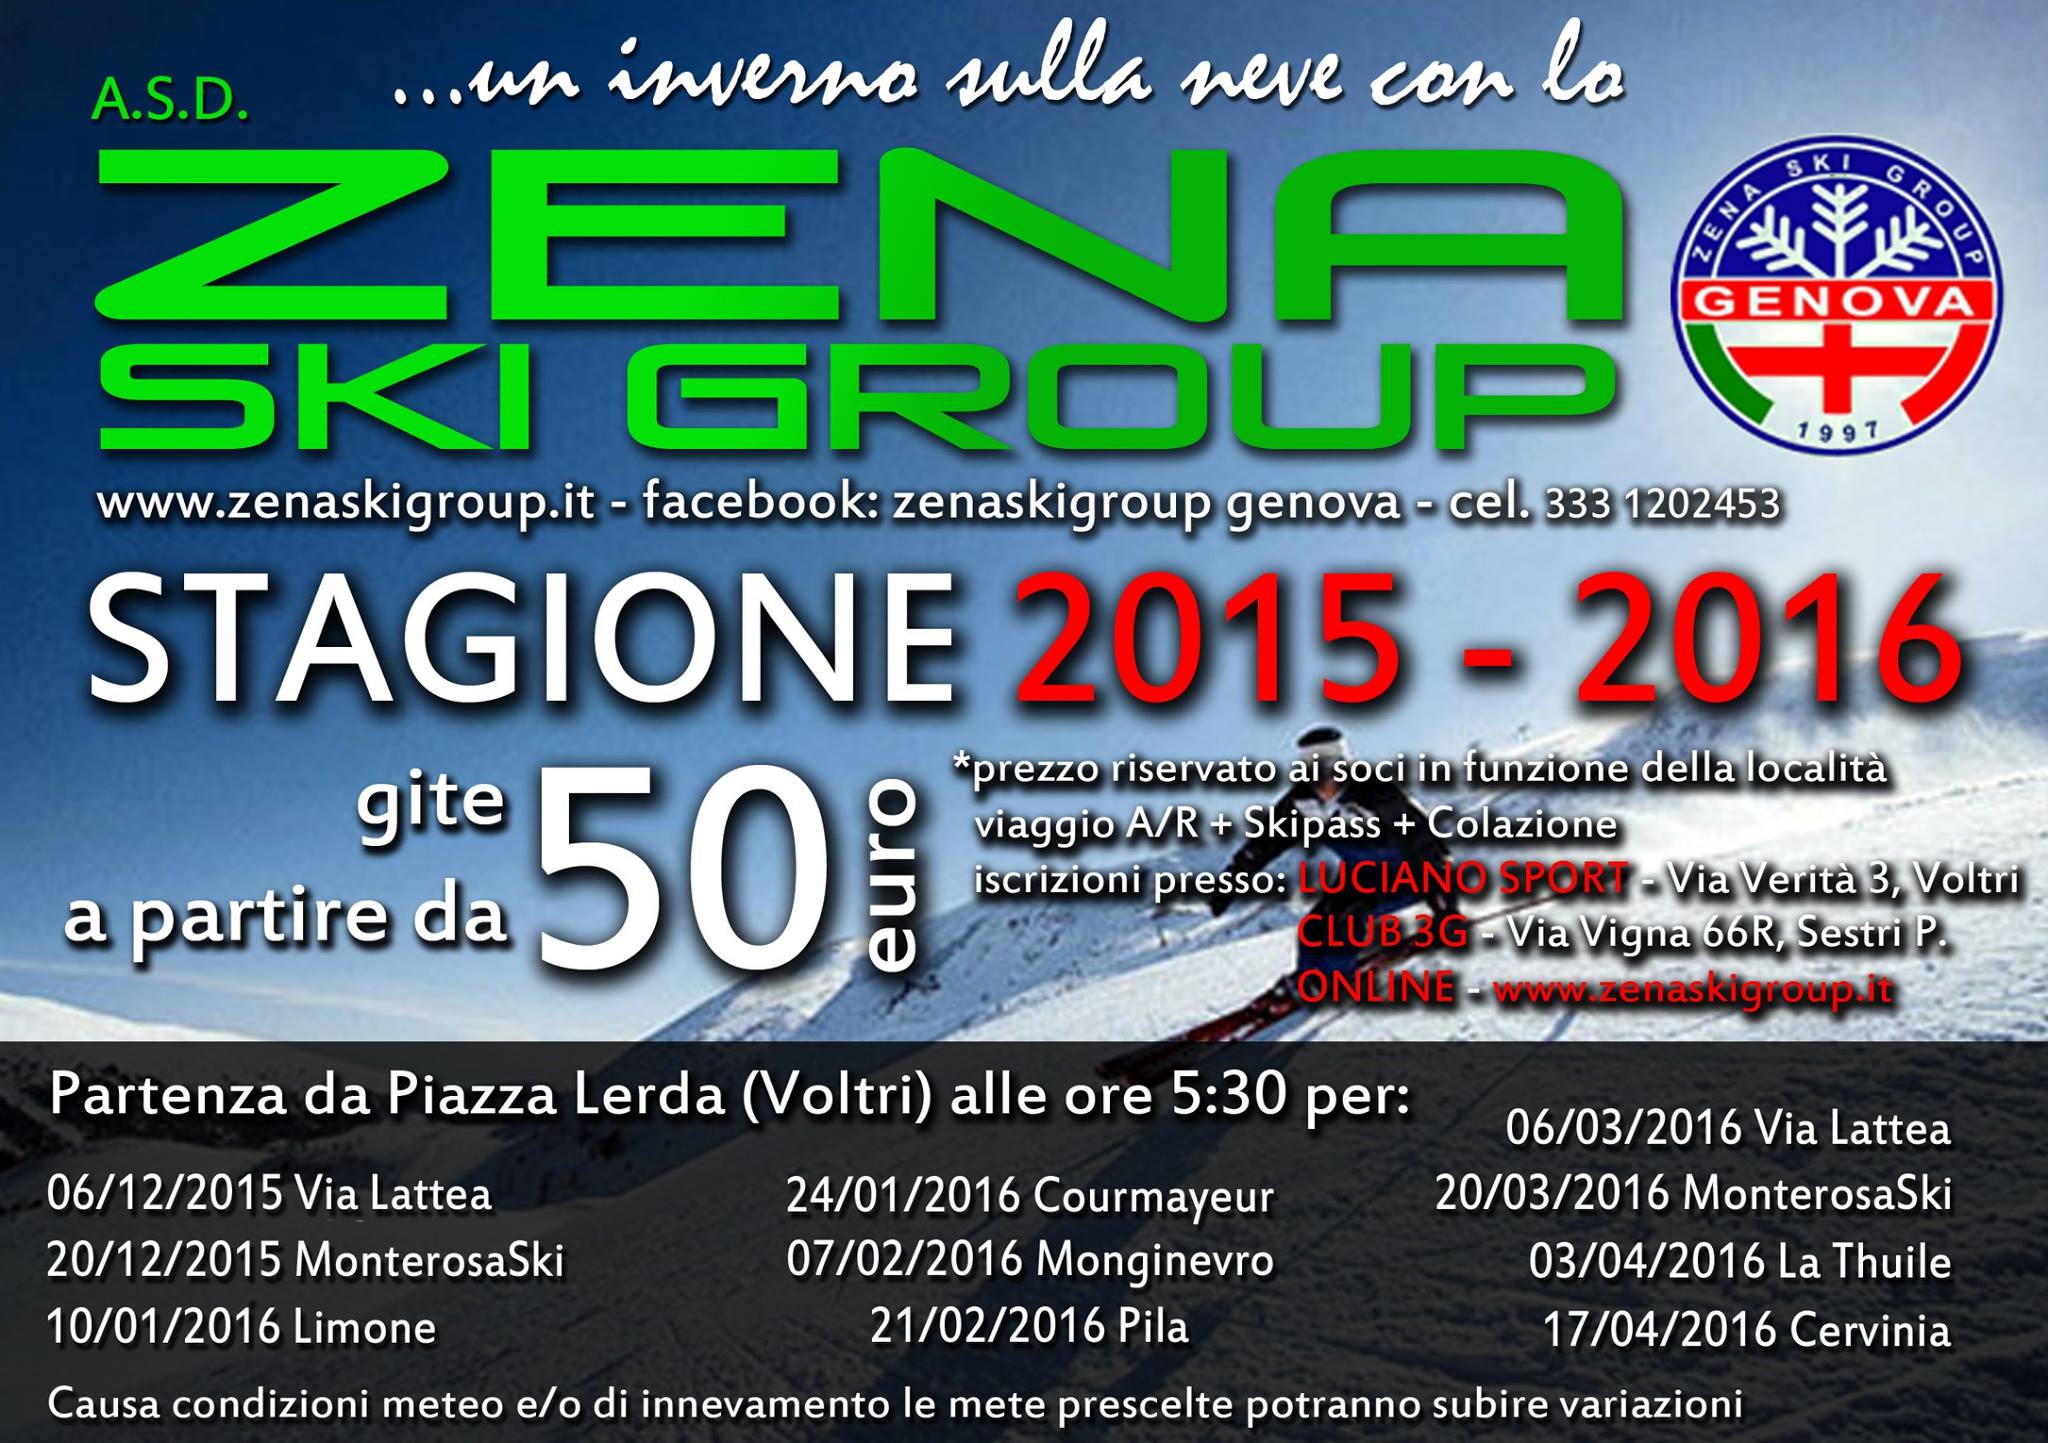 ...un inverno sulla neve con lo
A.S.D.
ZENA
SKI GROUP
ZENA SKI GROUP
GENOVA
1997
www.zenaskigroup.it - facebook: zenaskigroup genova - cel. 333 1202453
STAGIONE 2015 - 2016
gite
a partire da
50
euro
*prezzo riservato ai soci in funzione della località
viaggio A/R + Skipass + Colazione
iscrizioni presso: LUCIANO SPORT - Via Verità 3, Voltri
CLUB 3G - Via Vigna 66R, Sestri P.
ONLINE - www.zenaskigroup.it
Partenza da Piazza Lerda (Voltri) alle ore 5:30 per:
06/12/2015 Via Lattea
20/12/2015 MonterosaSki
10/01/2016 Limone
24/01/2016 Courmayeur
07/02/2016 Monginevro
21/02/2016 Pila
06/03/2016 Via Lattea
20/03/2016 MonterosaSki
03/04/2016 La Thuile
17/04/2016 Cervinia
Causa condizioni meteo e/o di innevamento le mete prescelte potranno subire variazioni